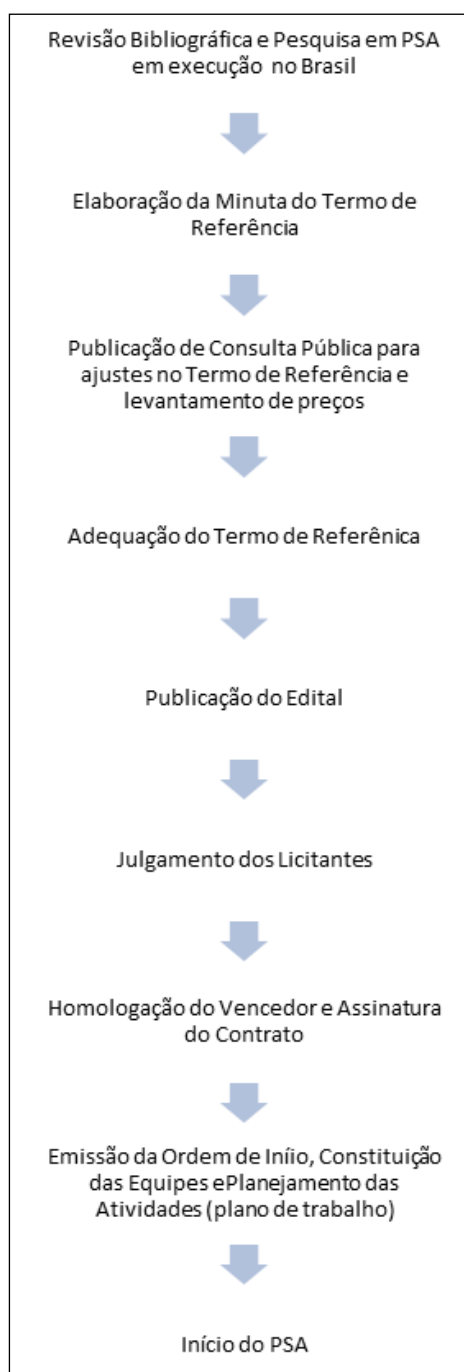 Revisão Bibliográfica e Pesquisa em PSA
em execução no Brasil
Elaboração da Minuta do Termo de
Referência
Publicação de Consulta Pública para
ajustes no Termo de Referência e
levantamento de preços
Adequação do Termo de Referênica
Publicação do Edital
Julgamento dos Licitantes
Homologação do Vencedor e Assinatura
do Contrato
Emissão da Ordem de Iníio, Constituição
das Equipes ePlanejamento das
Atividades (plano de trabalho)
Início do PSA